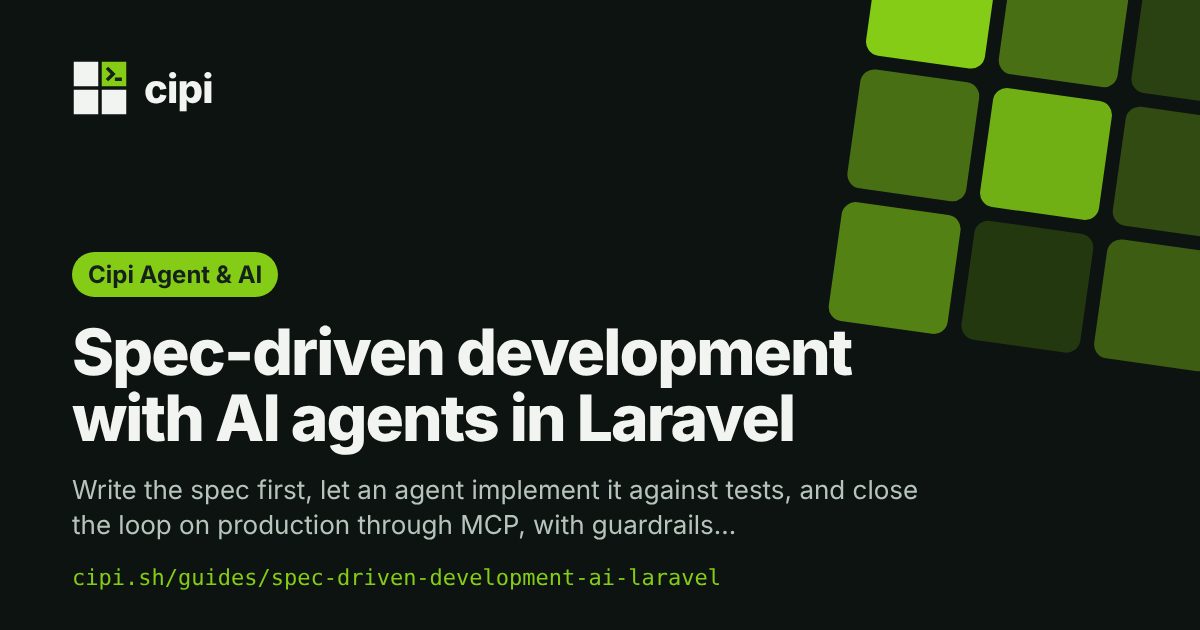 cipi
Cipi Agent & AI
Spec-driven development
with AI agents in Laravel
Write the spec first, let an agent implement it against tests, and close
the loop on production through MCP, with guardrails...
cipi.sh/guides/spec-driven-development-ai-laravel